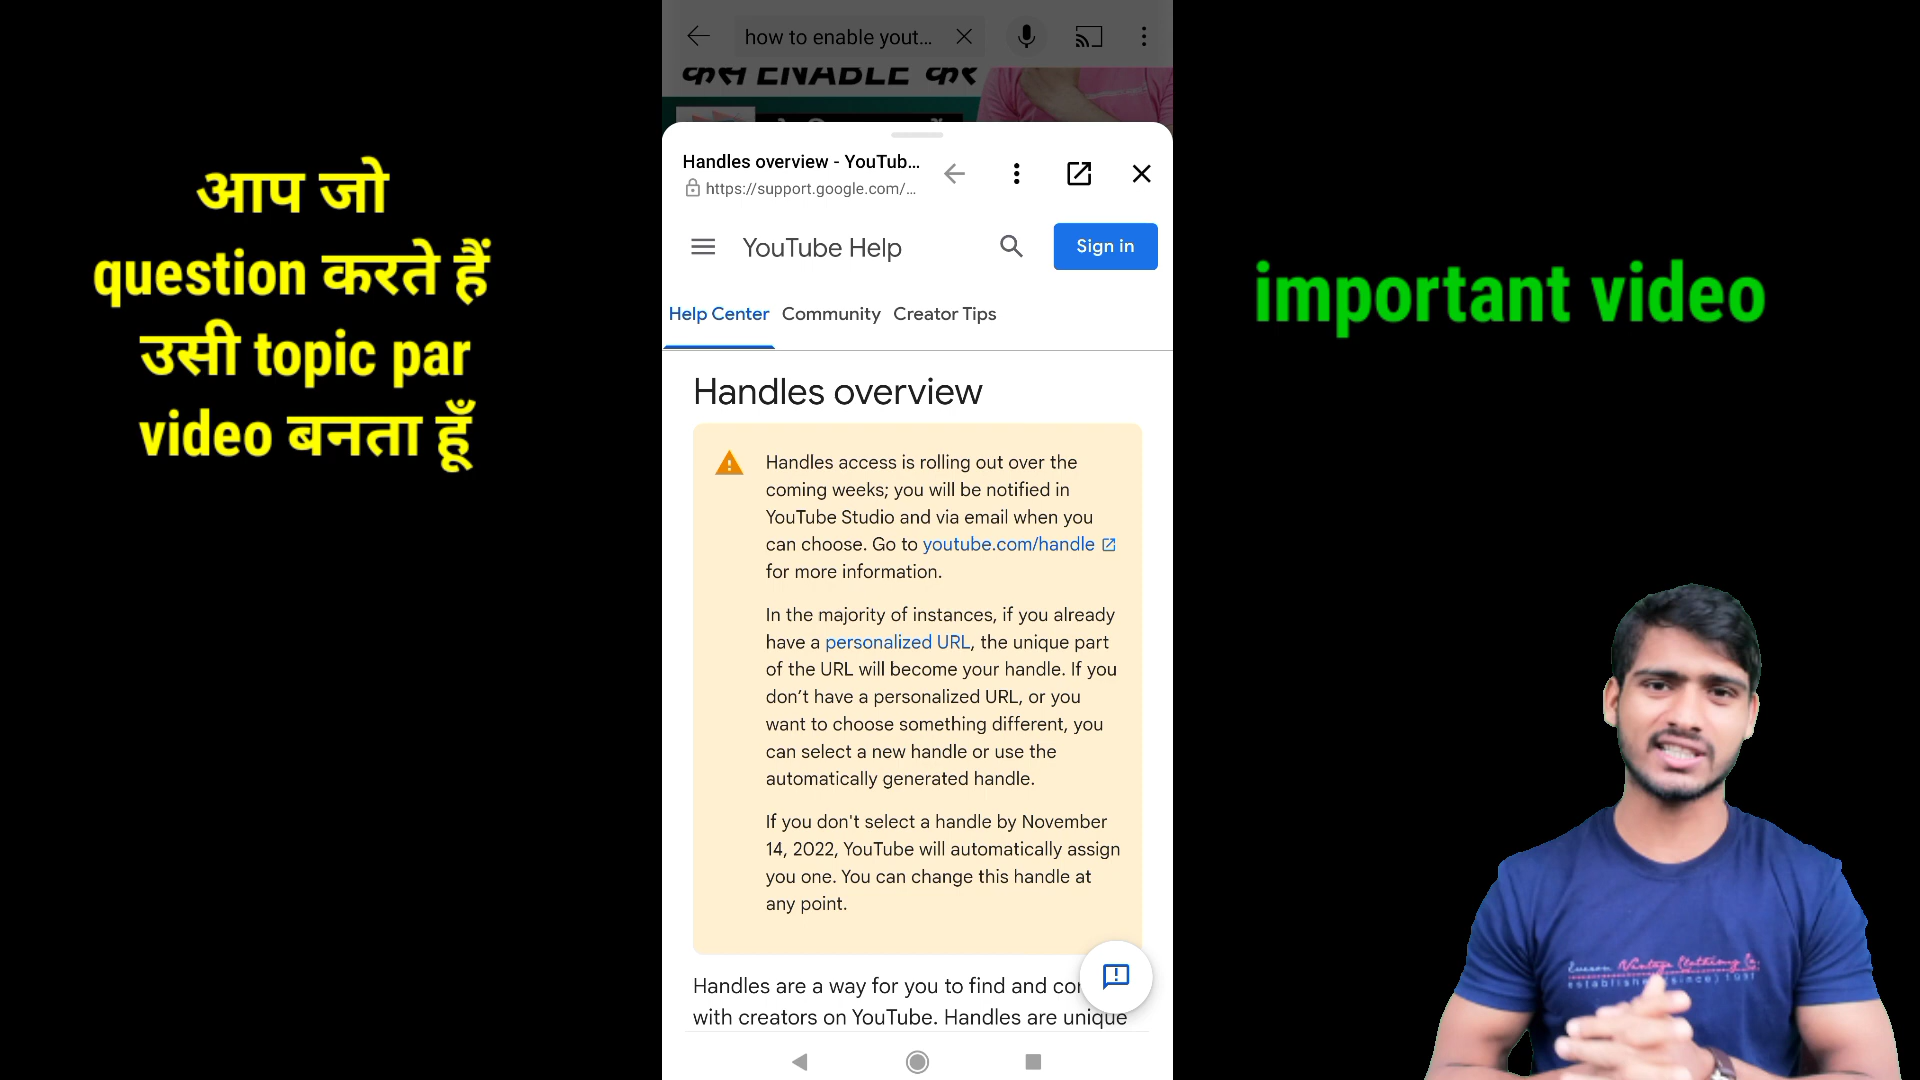 आप जो
question करते हैं
उसी topic par
video बनता हूँ
how to enable yout...
कैसे ENABLE करें
Handles overview - YouTub...
https://support.google.com/...
YouTube Help
Sign in
Help Center Community Creator Tips
Handles overview
Handles access is rolling out over the
coming weeks; you will be notified in
YouTube Studio and via email when you
can choose. Go to youtube.com/handle
for more information.
In the majority of instances, if you already
have a personalized URL, the unique part
of the URL will become your handle. If you
don’t have a personalized URL, or you
want to choose something different, you
can select a new handle or use the
automatically generated handle.
If you don't select a handle by November
14, 2022, YouTube will automatically assign
you one. You can change this handle at
any point.
Handles are a way for you to find and
with creators on YouTube. Handles are unique
important video
Vintage Clothing Co.
established (since) 1991